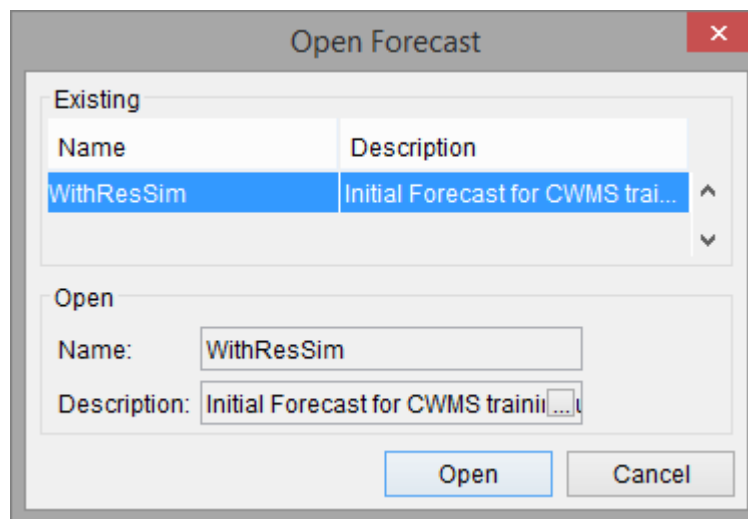 Open Forecast
Existing
Name Description
WithResSim Initial Forecast for CWMS trai...
Open
Name: WithResSim
Description: Initial Forecast for CWMS traini ...
Open Cancel